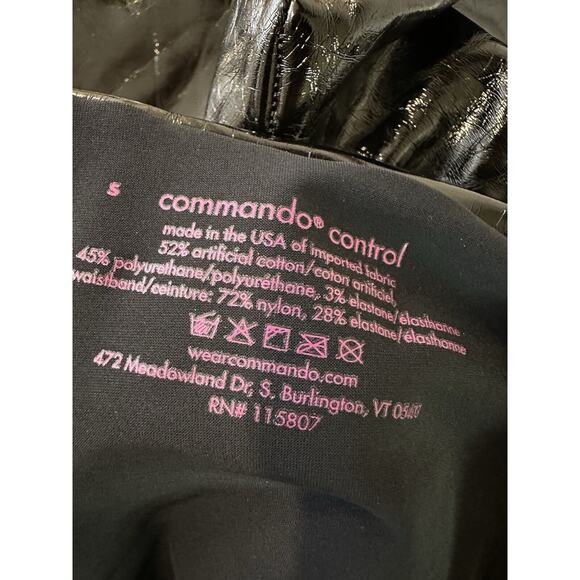 S
commando® control
made in the USA of imported fabric
52% artificial cotton/coton artificiel,
45% polyurethane/polyuréthane, 3% elastane/élasthanne
waistband/ceinture: 72% nylon, 28% elastane/élasthanne
wearcommando.com
472 Meadowland Dr, S. Burlington, VT
RN# 115807